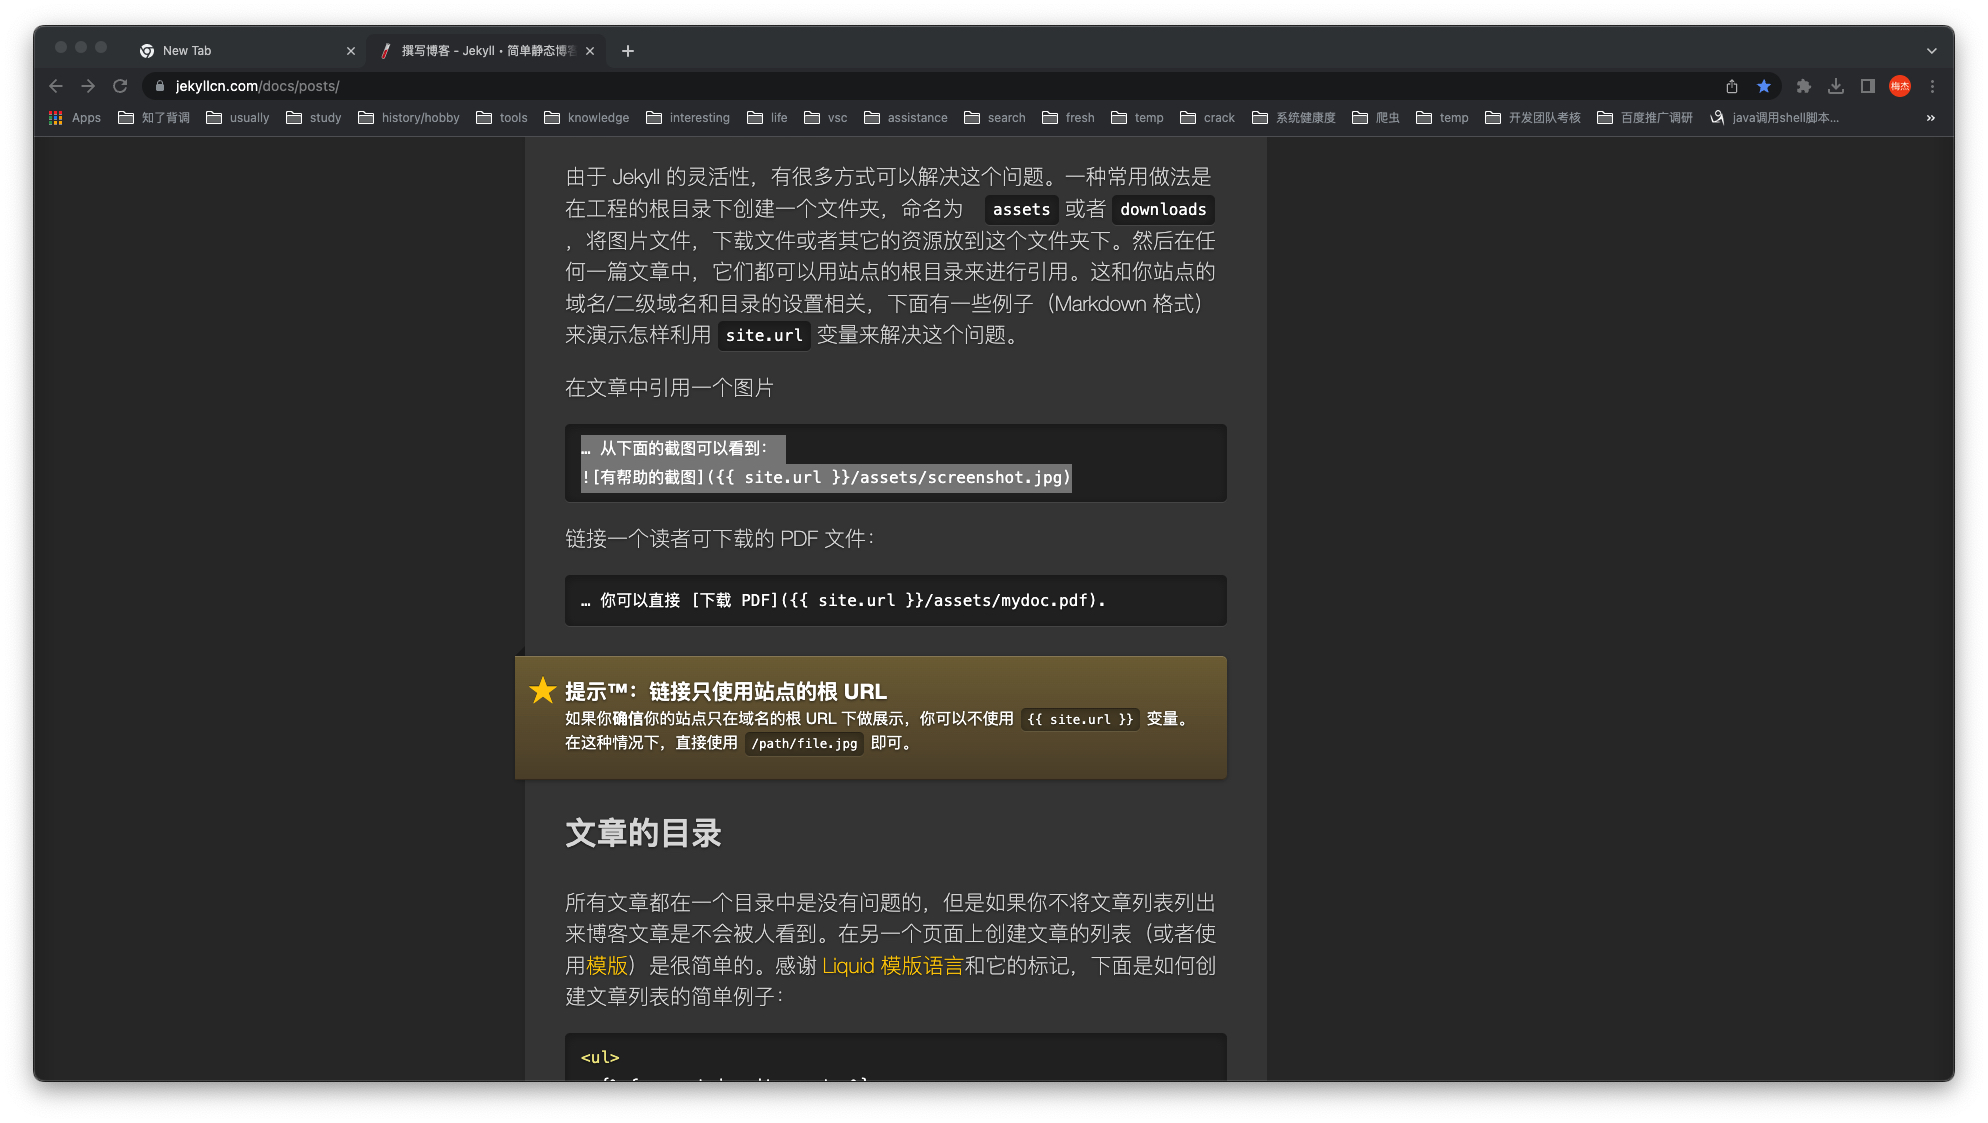 New Tab
撰写博客 - Jekyll • 简单静态博客
jekyllcn.com/docs/posts/
梅杰
Apps 知了背调 usually study history/hobby tools knowledge interesting life vsc assistance search fresh temp crack 系统健康度 爬虫 temp 开发团队考核 百度推广调研 java调用shell脚本... »
由于 Jekyll 的灵活性，有很多方式可以解决这个问题。一种常用做法是
在工程的根目录下创建一个文件夹，命名为 assets 或者 downloads
，将图片文件，下载文件或者其它的资源放到这个文件夹下。然后在任
何一篇文章中，它们都可以用站点的根目录来进行引用。这和你站点的
域名/二级域名和目录的设置相关，下面有一些例子（Markdown 格式）
来演示怎样利用 site.url 变量来解决这个问题。
在文章中引用一个图片
… 从下面的截图可以看到：
![有帮助的截图]({{ site.url }}/assets/screenshot.jpg)
链接一个读者可下载的 PDF 文件：
… 你可以直接 [下载 PDF]({{ site.url }}/assets/mydoc.pdf).
提示™：链接只使用站点的根 URL
如果你确信你的站点只在域名的根 URL 下做展示，你可以不使用 {{ site.url }} 变量。
在这种情况下，直接使用 /path/file.jpg 即可。
文章的目录
所有文章都在一个目录中是没有问题的，但是如果你不将文章列表列出
来博客文章是不会被人看到。在另一个页面上创建文章的列表（或者使
用模版）是很简单的。感谢 Liquid 模版语言和它的标记，下面是如何创
建文章列表的简单例子：
<ul>